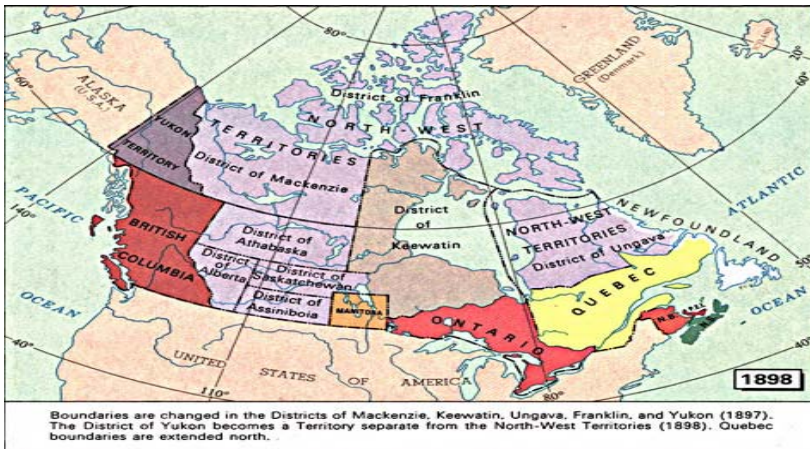 80°
60°
20°
ALASKA
(U.S.A.)
GREENLAND
(Denmark)
District of Franklin
NORTH-WEST
TERRITORIES
YUKON
TERRITORY
District of Mackenzie
PACIFIC
OCEAN
140°
ATLANTIC
OCEAN
NEWFOUNDLAND
BRITISH
COLUMBIA
District of
Athabaska
District
of
Alberta
District of
Saskatchewan
District of
Assiniboia
MANITOBA
District
of
Keewatin
NORTH-WEST
TERRITORIES
District of Ungava
QUEBEC
ONTARIO
N.B.
50°
40°
40°
UNITED STATES OF AMERICA
110°
80°
1898
Boundaries are changed in the Districts of Mackenzie, Keewatin, Ungava, Franklin, and Yukon (1897).
The District of Yukon becomes a Territory separate from the North-West Territories (1898). Quebec
boundaries are extended north.